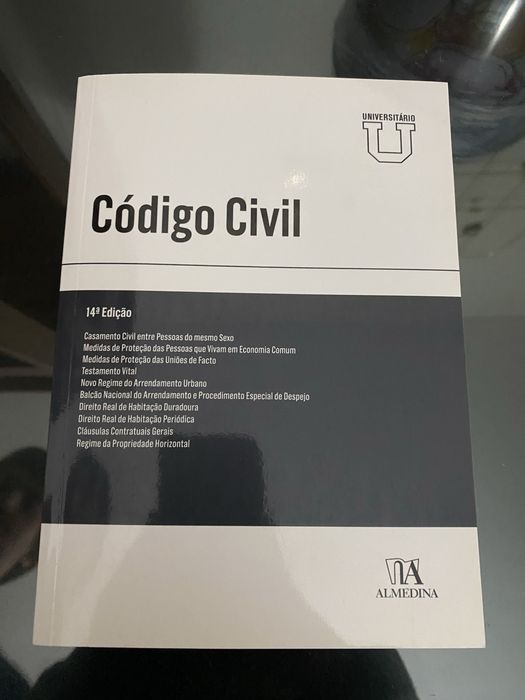 UNIVERSITÁRIO
U
Código Civil
14ª Edição
Casamento Civil entre Pessoas do mesmo Sexo
Medidas de Proteção das Pessoas que Vivam em Economia Comum
Medidas de Proteção das Uniões de Facto
Testamento Vital
Novo Regime do Arrendamento Urbano
Balcão Nacional do Arrendamento e Procedimento Especial de Despejo
Direito Real de Habitação Duradoura
Direito Real de Habitação Periódica
Cláusulas Contratuais Gerais
Regime da Propriedade Horizontal
ALMEDINA